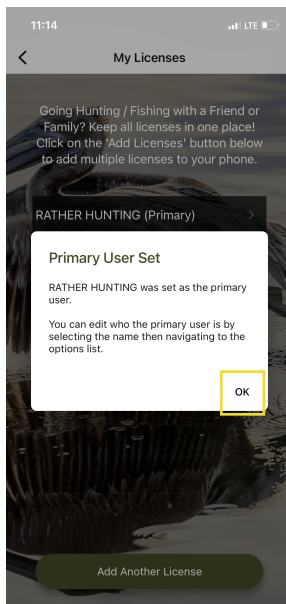 11:14
LTE
My Licenses
Going Hunting / Fishing with a Friend or
Family? Keep all licenses in one place!
Click on the 'Add Licenses' button below
to add multiple licenses to your phone.
RATHER HUNTING (Primary)
Primary User Set
RATHER HUNTING was set as the primary
user.
You can edit who the primary user is by
selecting the name then navigating to the
options list.
OK
Add Another License